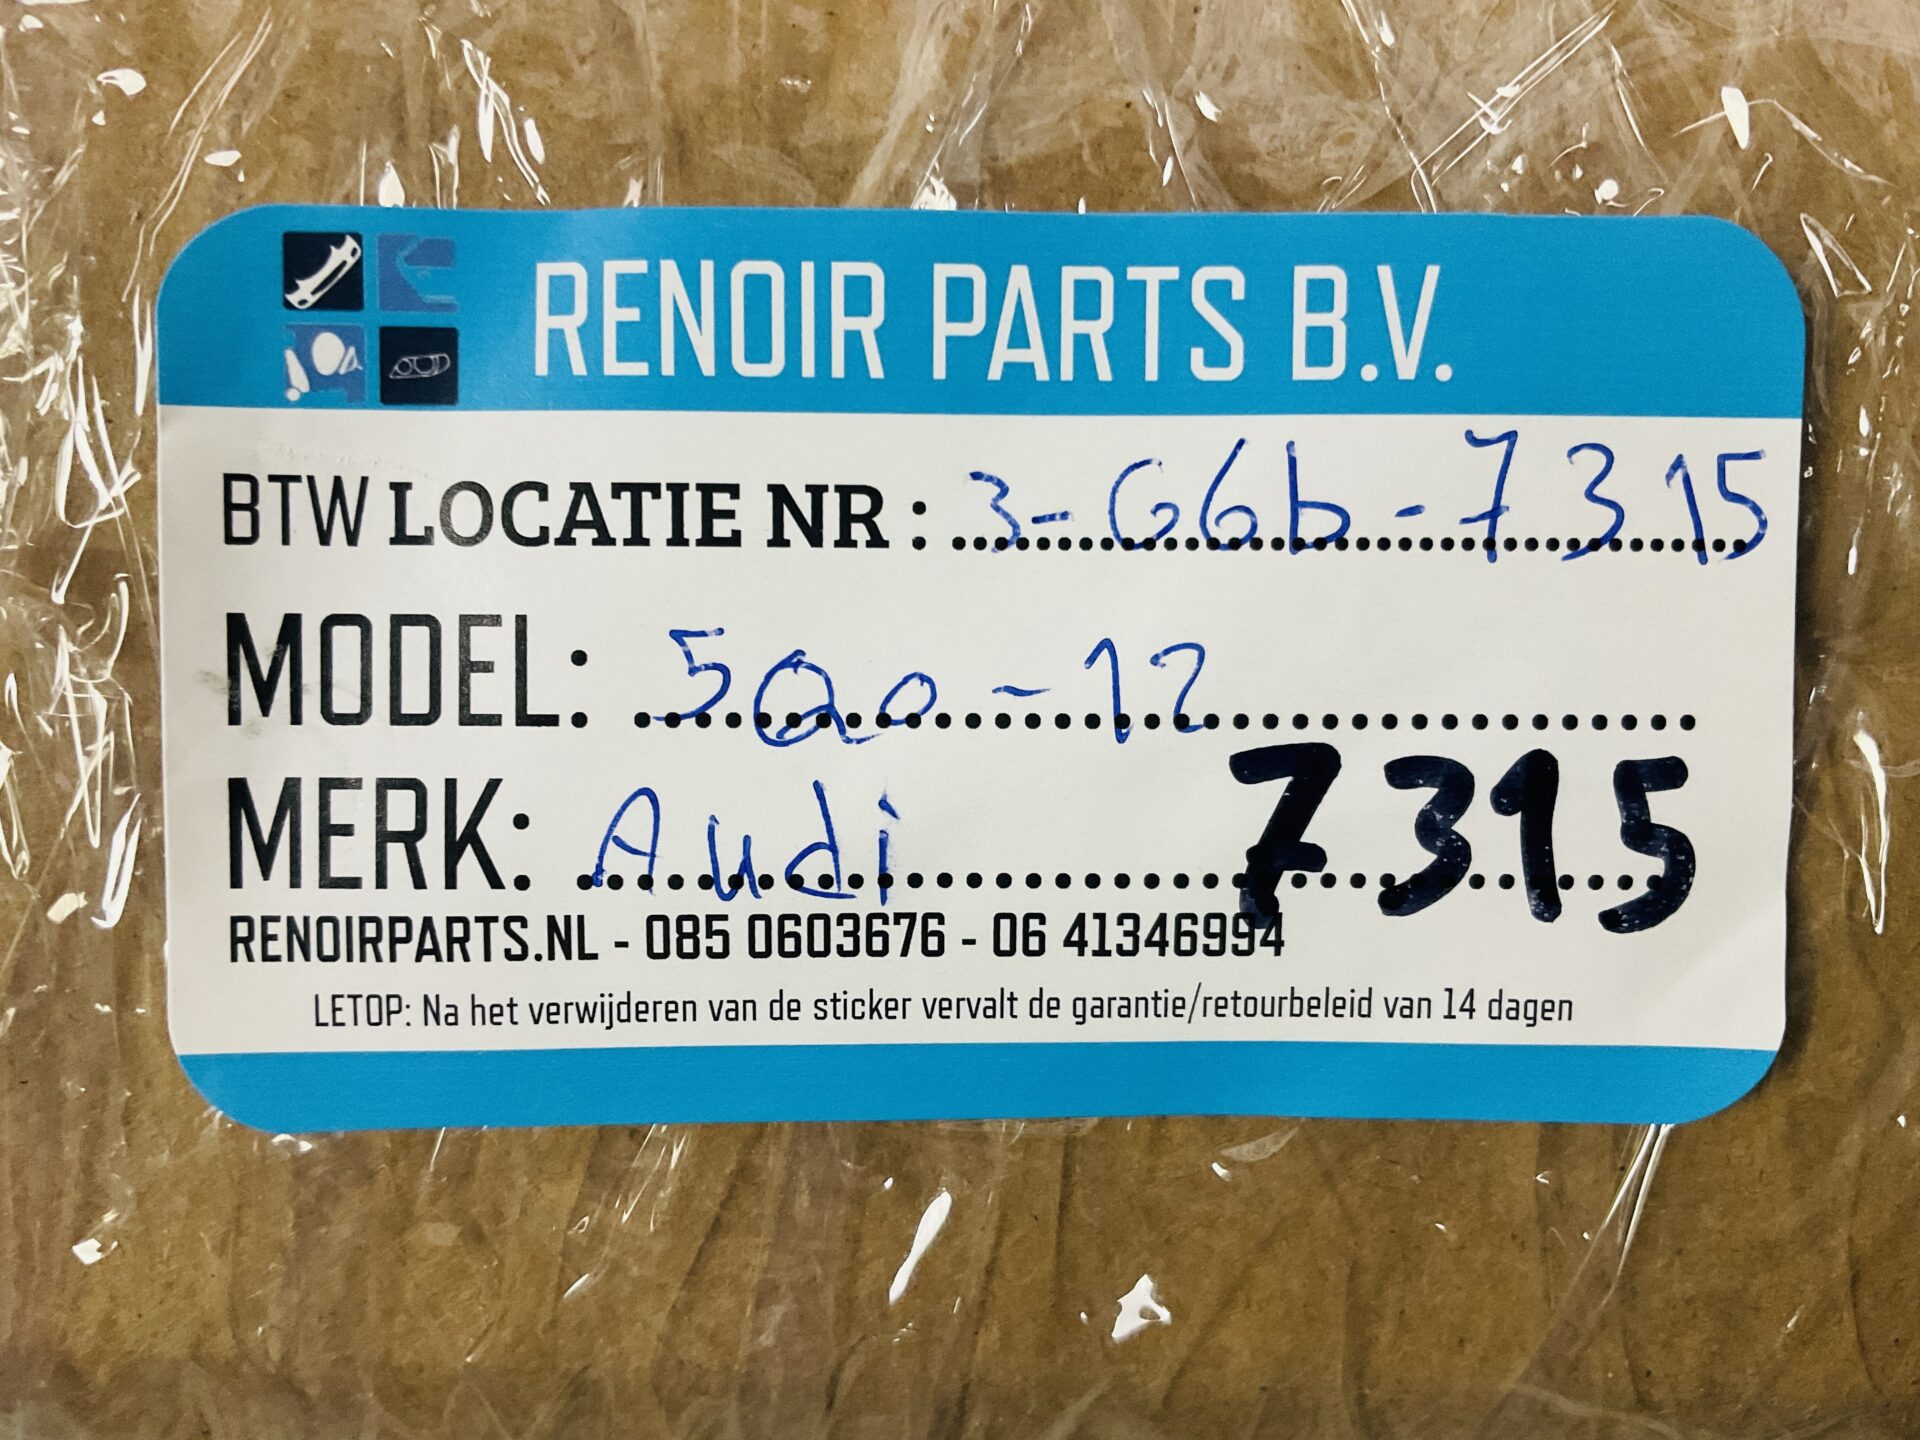 RENOIR PARTS B.V.
BTW LOCATIE NR : 3-G6b-7315
MODEL: 5Q0-12
MERK: Audi 7315
RENOIRPARTS.NL - 085 0603676 - 06 41346994
LETOP: Na het verwijderen van de sticker vervalt de garantie/retourbeleid van 14 dagen